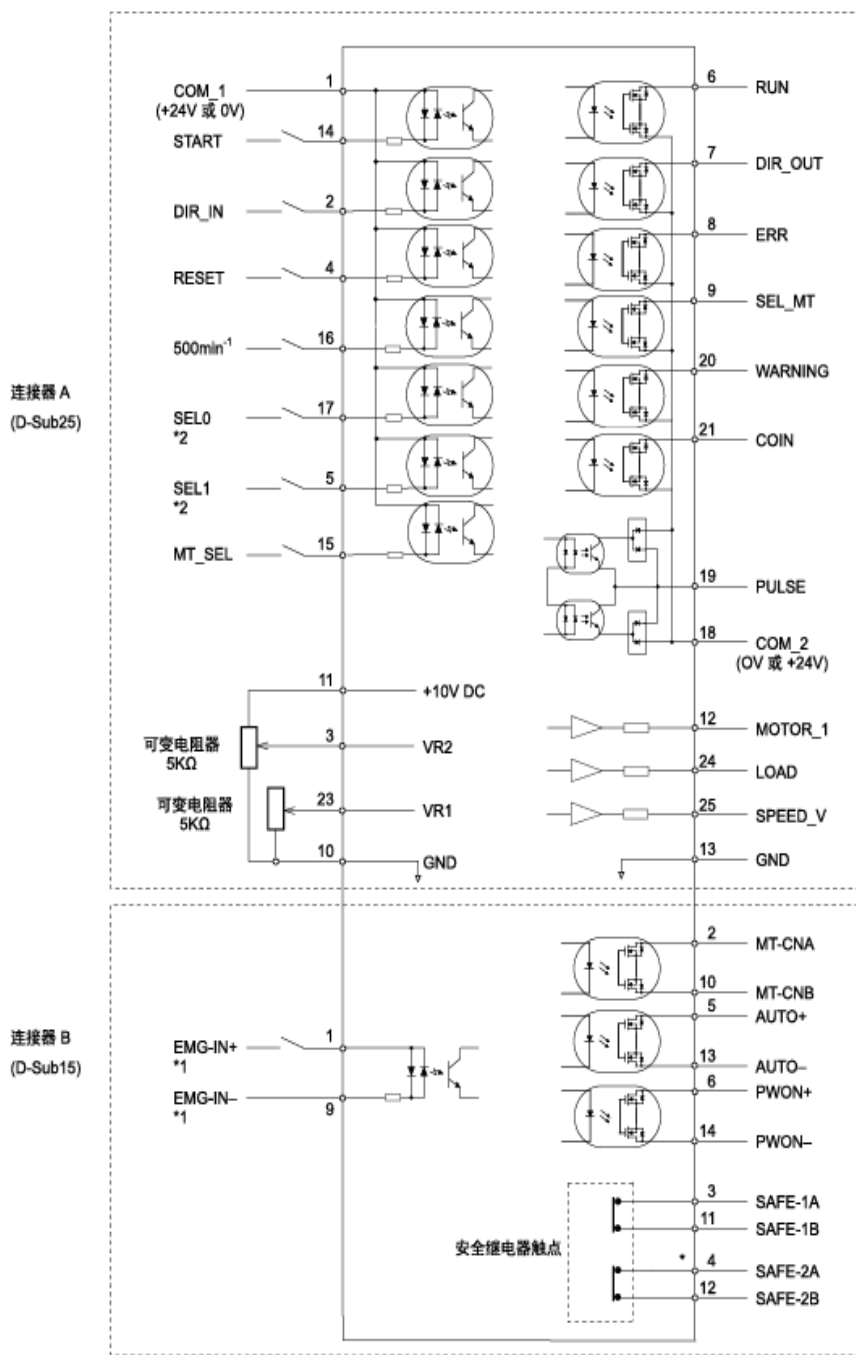 COM_1
(+24V 或 0V)
1
START
14
DIR_IN
2
RESET
4
500min-1
16
SEL0
*2
17
SEL1
*2
5
MT_SEL
15
6
RUN
7
DIR_OUT
8
ERR
9
SEL_MT
20
WARNING
21
COIN
19
PULSE
18
COM_2
(OV 或 +24V)
连接器 A
(D-Sub25)
11
+10V DC
可变电阻器
5KΩ
3
VR2
可变电阻器
5KΩ
23
VR1
10
GND
12
MOTOR_1
24
LOAD
25
SPEED_V
13
GND
连接器 B
(D-Sub15)
EMG-IN+
*1
1
EMG-IN–
*1
9
2
MT-CNA
10
MT-CNB
5
AUTO+
13
AUTO–
6
PWON+
14
PWON–
安全继电器触点
3
SAFE-1A
11
SAFE-1B
*
4
SAFE-2A
12
SAFE-2B